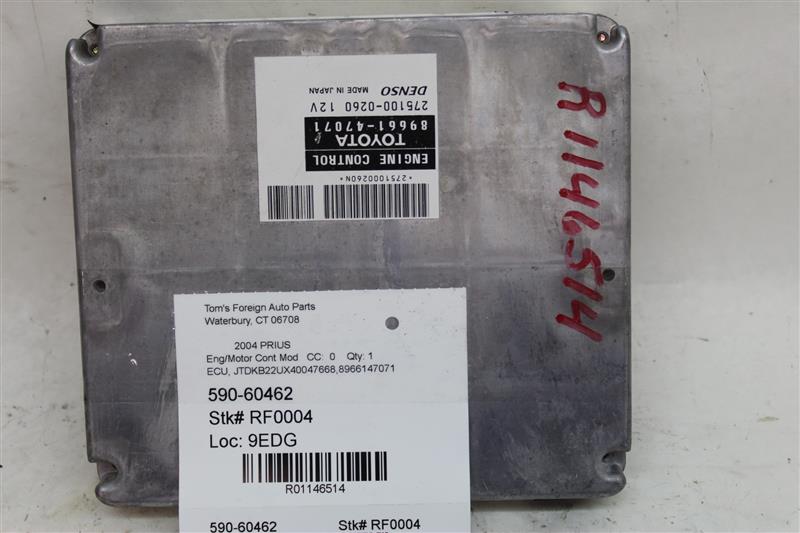 MADE IN JAPAN
DENSO
275100-0260 12V
89661-47071
TOYOTA
ENGINE CONTROL
*2751000260N*
R1146514
Tom's Foreign Auto Parts
Waterbury, CT 06708
2004 PRIUS
Eng/Motor Cont Mod CC: 0 Qty: 1
ECU, JTDKB22UX40047668,8966147071
590-60462
Stk# RF0004
Loc: 9EDG
R01146514
590-60462 Stk# RF0004